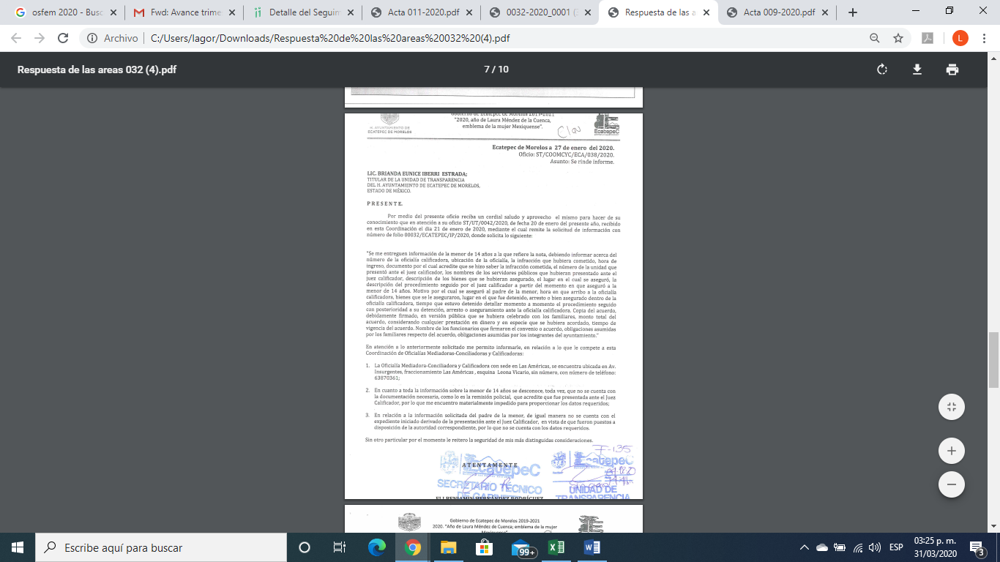 osfem 2020 - Busc
Fwd: Avance trime
Detalle del Seguim
Acta 011-2020.pdf
0032-2020_0001 (
Respuesta de las a
Acta 009-2020.pdf
Archivo
C:/Users/lagor/Downloads/Respuesta%20de%20las%20areas%20032%20(4).pdf
L
Respuesta de las areas 032 (4).pdf
7 / 10
H. AYUNTAMIENTO DE
ECATEPEC DE MORELOS
Gobierno de Ecatepec de Morelos 2019-2021
"2020, año de Laura Méndez de la Cuenca,
emblema de la mujer Mexiquense".
EcatepeC
Ecatepec de Morelos a 27 de enero del 2020.
Oficio: ST/COOMCYC/ECA/038/2020.
Asunto: Se rinde informe.
LIC. BRIANDA EUNICE IBERRI ESTRADA;
TITULAR DE LA UNIDAD DE TRANSPARENCIA
DEL H. AYUNTAMIENTO DE ECATEPEC DE MORELOS,
ESTADO DE MÉXICO.
P R E S E N T E.
Por medio del presente oficio reciba un cordial saludo y aprovecho el mismo para hacer de su
conocimiento que en atención a su oficio ST/UT/0042/2020, de fecha 20 de enero del presente año, recibido
en esta Coordinación el día 21 de enero de 2020, mediante el cual remite la solicitud de información con
número de folio 00032/ECATEPEC/IP/2020, donde solicita lo siguiente:
"Se me entreguen información de la menor de 14 años a la que refiere la nota, debiendo informar acerca del
número de la oficialía calificadora, ubicación de la oficialía, la infracción que hubiera cometido, hora de
ingreso, documento por el cual acredite que se hizo saber la infracción cometida, el número de la unidad que
presentó ante el juez calificador, los nombres de los servidores públicos que hubieran presentado ante el
juez calificador, descripción de los bienes que se hubieran asegurado, el lugar en el cual se aseguró, la
descripción del procedimiento seguido por el juez calificador a partir del momento en que aseguró a la
menor de 14 años. Motivo por el cual se aseguró al padre de la menor, hora en que arribo a la oficialía
calificadora, bienes que se le aseguraron, lugar en el que fue detenido, arresto o bien asegurado dentro de la
oficialía calificadora, tiempo que estuvo detenido detallar momento a momento el procedimiento seguido
con posterioridad a su detención, arresto o aseguramiento ante la oficialía calificadora. Copia del acuerdo,
debidamente firmado, en versión pública que se hubiera celebrado con los familiares, monto total del
acuerdo, considerando cualquier prestación en dinero y en especie que se hubiera acordado, tiempo de
vigencia del acuerdo. Nombre de los funcionarios que firmaron el convenio o acuerdo, obligaciones asumidas
por los familiares respecto del acuerdo, obligaciones asumidas por los integrantes del ayuntamiento."
En atención a lo anteriormente solicitado me permito informarle, en relación a lo que le compete a esta
Coordinación de Oficialías Mediadoras-Conciliadoras y Calificadoras:
1. La Oficialía Mediadora-Conciliadora y Calificadora con sede en Las Américas, se encuentra ubicada en Av.
Insurgentes, fraccionamiento Las Américas , esquina Leona Vicario, sin número, con número de teléfono:
63870361;
2. En cuanto a toda la información sobre la menor de 14 años se desconoce, toda vez, que no se cuenta con
la documentación necesaria, como lo es la remisión policial, que acredite que fue presentada ante el Juez
Calificador, por lo que me encuentro materialmente impedido para proporcionar los datos requeridos;
3. En relación a la información solicitada del padre de la menor, de igual manera no se cuenta con el
expediente iniciado derivado de la presentación ante el Juez Calificador, en vista de que fueron puestos a
disposición de la autoridad correspondiente, por lo que no se cuenta con los datos requeridos.
Sin otro particular por el momento le reitero la seguridad de mis más distinguidas consideraciones.
F-135
A T E N T A M E N T E
EcatepeC
SECRETARIO TÉCNICO
DE GABINETE
UNIDAD DE
TRANSPARENCIA
ELI BENJAMIN HERNÁNDEZ RODRÍGUEZ
Gobierno de Ecatepec de Morelos 2019-2021
2020. "Año de Laura Méndez de Cuenca; emblema de la mujer
Mexiquense"
Escribe aquí para buscar
99+
ESP
03:25 p. m.
31/03/2020
3